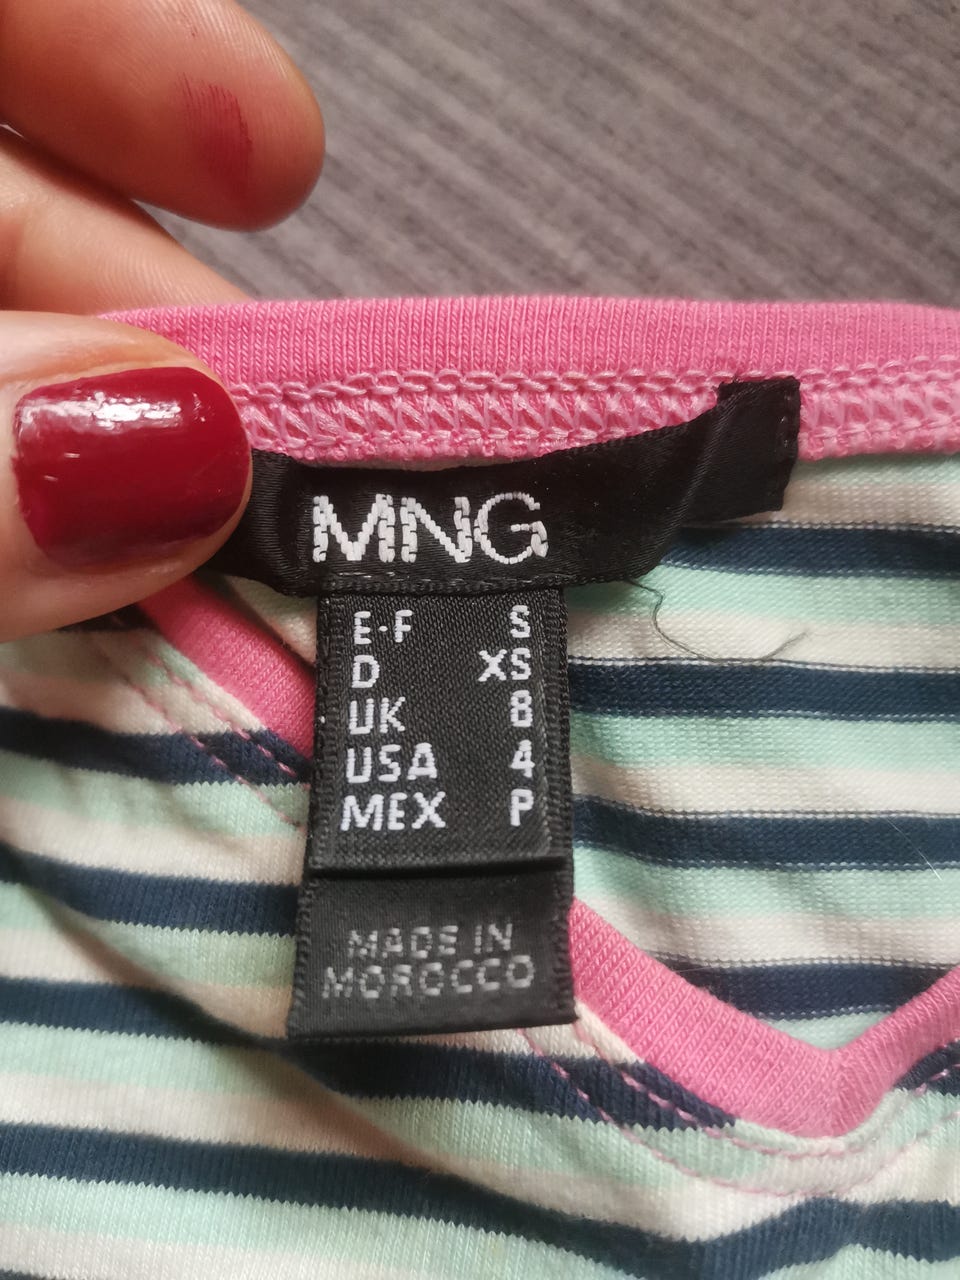 MNG
E·F S
D XS
UK 8
USA 4
MEX P
MADE IN
MOROCCO